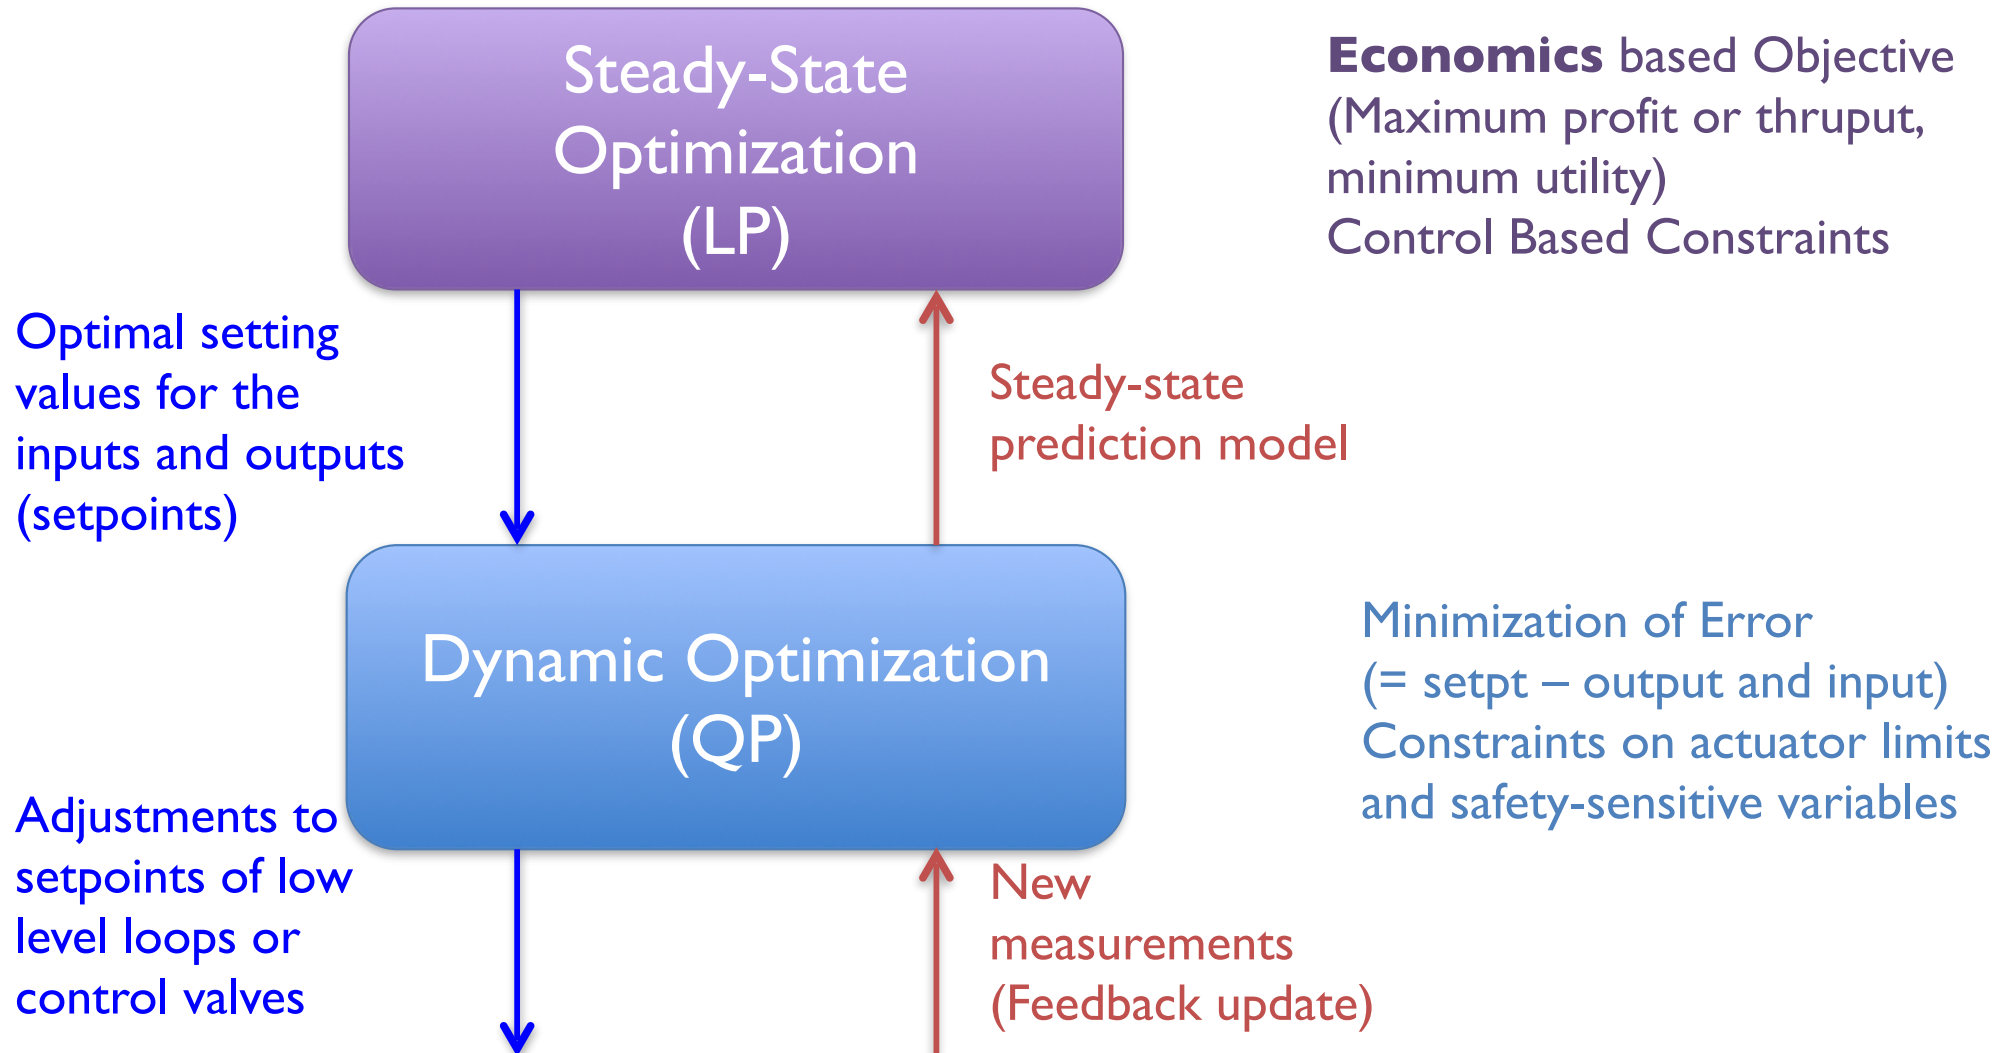 Steady-State
Optimization
(LP)
Economics based Objective
(Maximum profit or thruput,
minimum utility)
Control Based Constraints
Optimal setting
values for the
inputs and outputs
(setpoints)
Steady-state
prediction model
Dynamic Optimization
(QP)
Minimization of Error
(= setpt – output and input)
Constraints on actuator limits
and safety-sensitive variables
Adjustments to
setpoints of low
level loops or
control valves
New
measurements
(Feedback update)